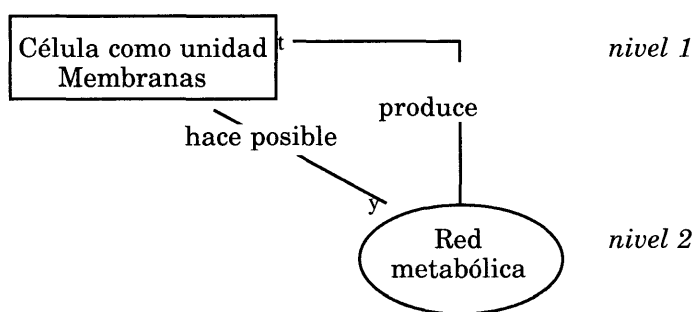 Célula como unidad t
Membranas
nivel 1
produce
hace posible
y
Red
metabólica
nivel 2